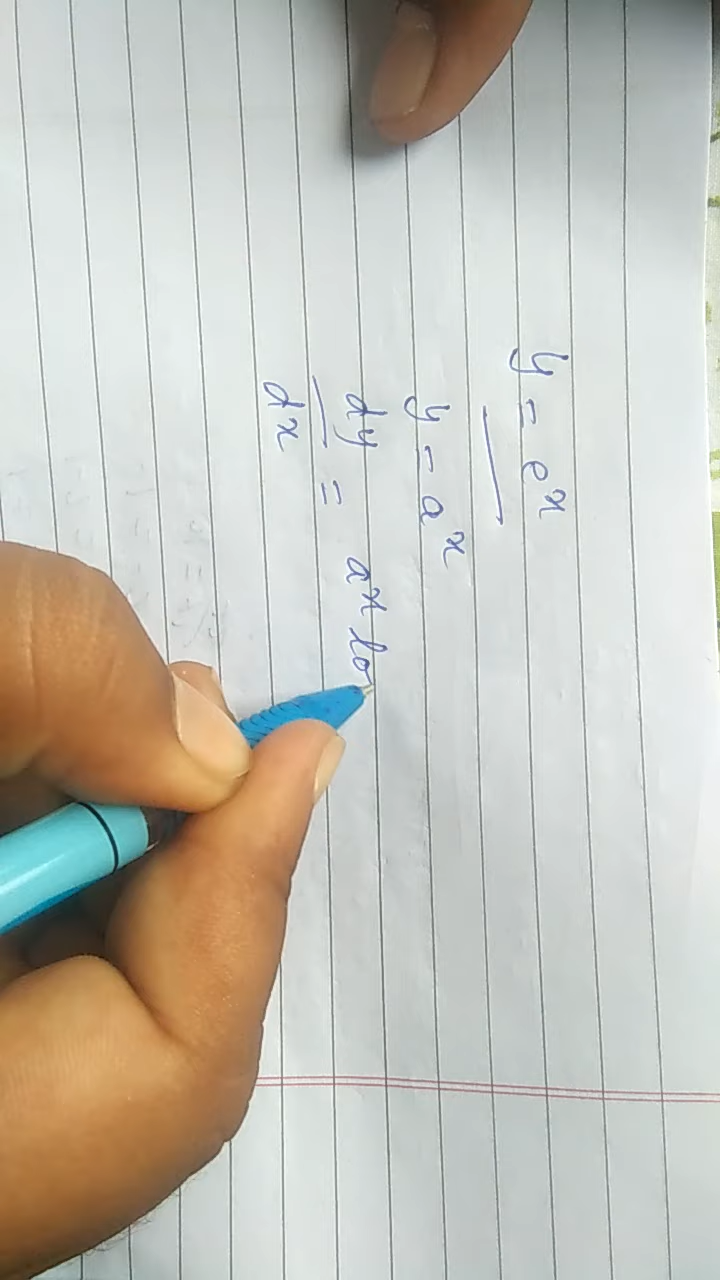 y = e^x
y = a^x
dy/dx = a^x lo